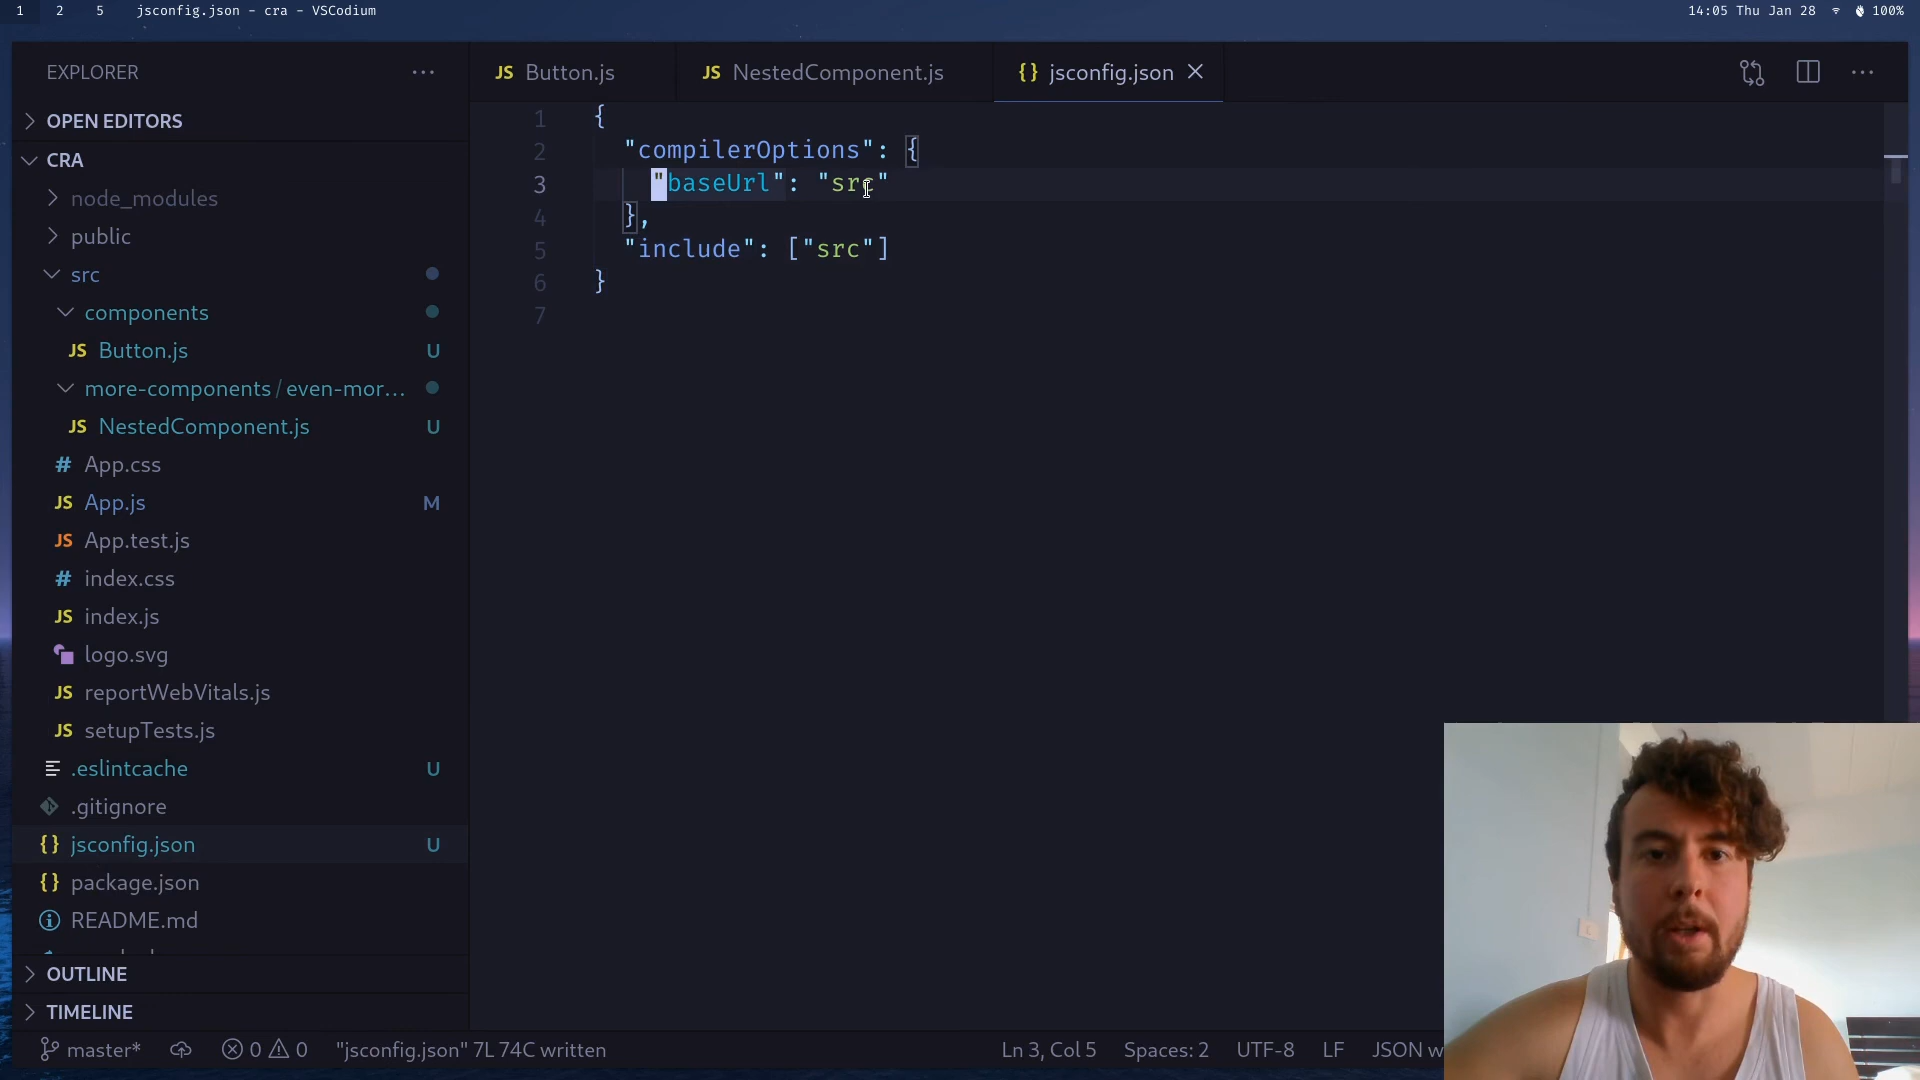 1 2 5 jsconfig.json - cra - VSCodium 14:05 Thu Jan 28 100%
EXPLORER ···
JS Button.js
JS NestedComponent.js
{} jsconfig.json
···
OPEN EDITORS
CRA
node_modules
public
src
components
JS Button.js U
more-components/even-mor...
JS NestedComponent.js U
# App.css
JS App.js M
JS App.test.js
# index.css
JS index.js
logo.svg
JS reportWebVitals.js
JS setupTests.js
.eslintcache U
.gitignore
{} jsconfig.json U
{} package.json
README.md
OUTLINE
TIMELINE
1 {
2 "compilerOptions": {
3 "baseUrl": "src"
4 },
5 "include": ["src"]
6 }
7
master* 0 0 "jsconfig.json" 7L 74C written Ln 3, Col 5 Spaces: 2 UTF-8 LF JSON w